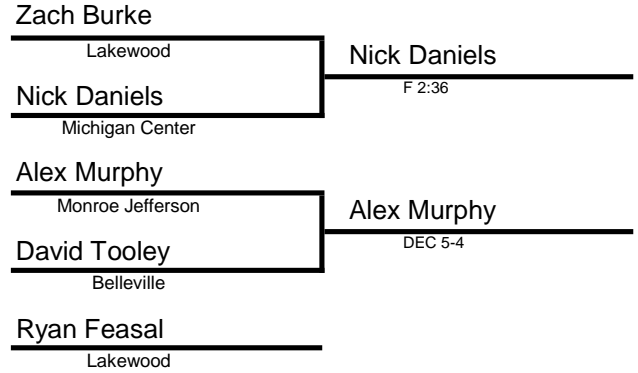 Zach Burke
Lakewood
Nick Daniels
F 2:36
Nick Daniels
Michigan Center
Alex Murphy
Monroe Jefferson
Alex Murphy
DEC 5-4
David Tooley
Belleville
Ryan Feasal
Lakewood